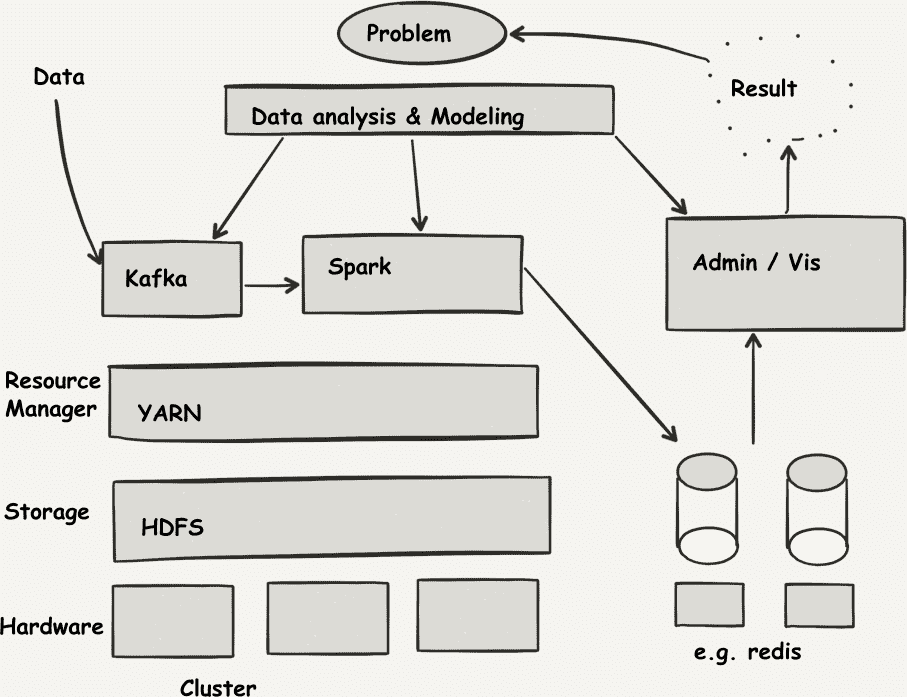 Problem
Data
Result
Data analysis & Modeling
Kafka
Spark
Admin / Vis
Resource
Manager
YARN
Storage
HDFS
Hardware
e.g. redis
Cluster